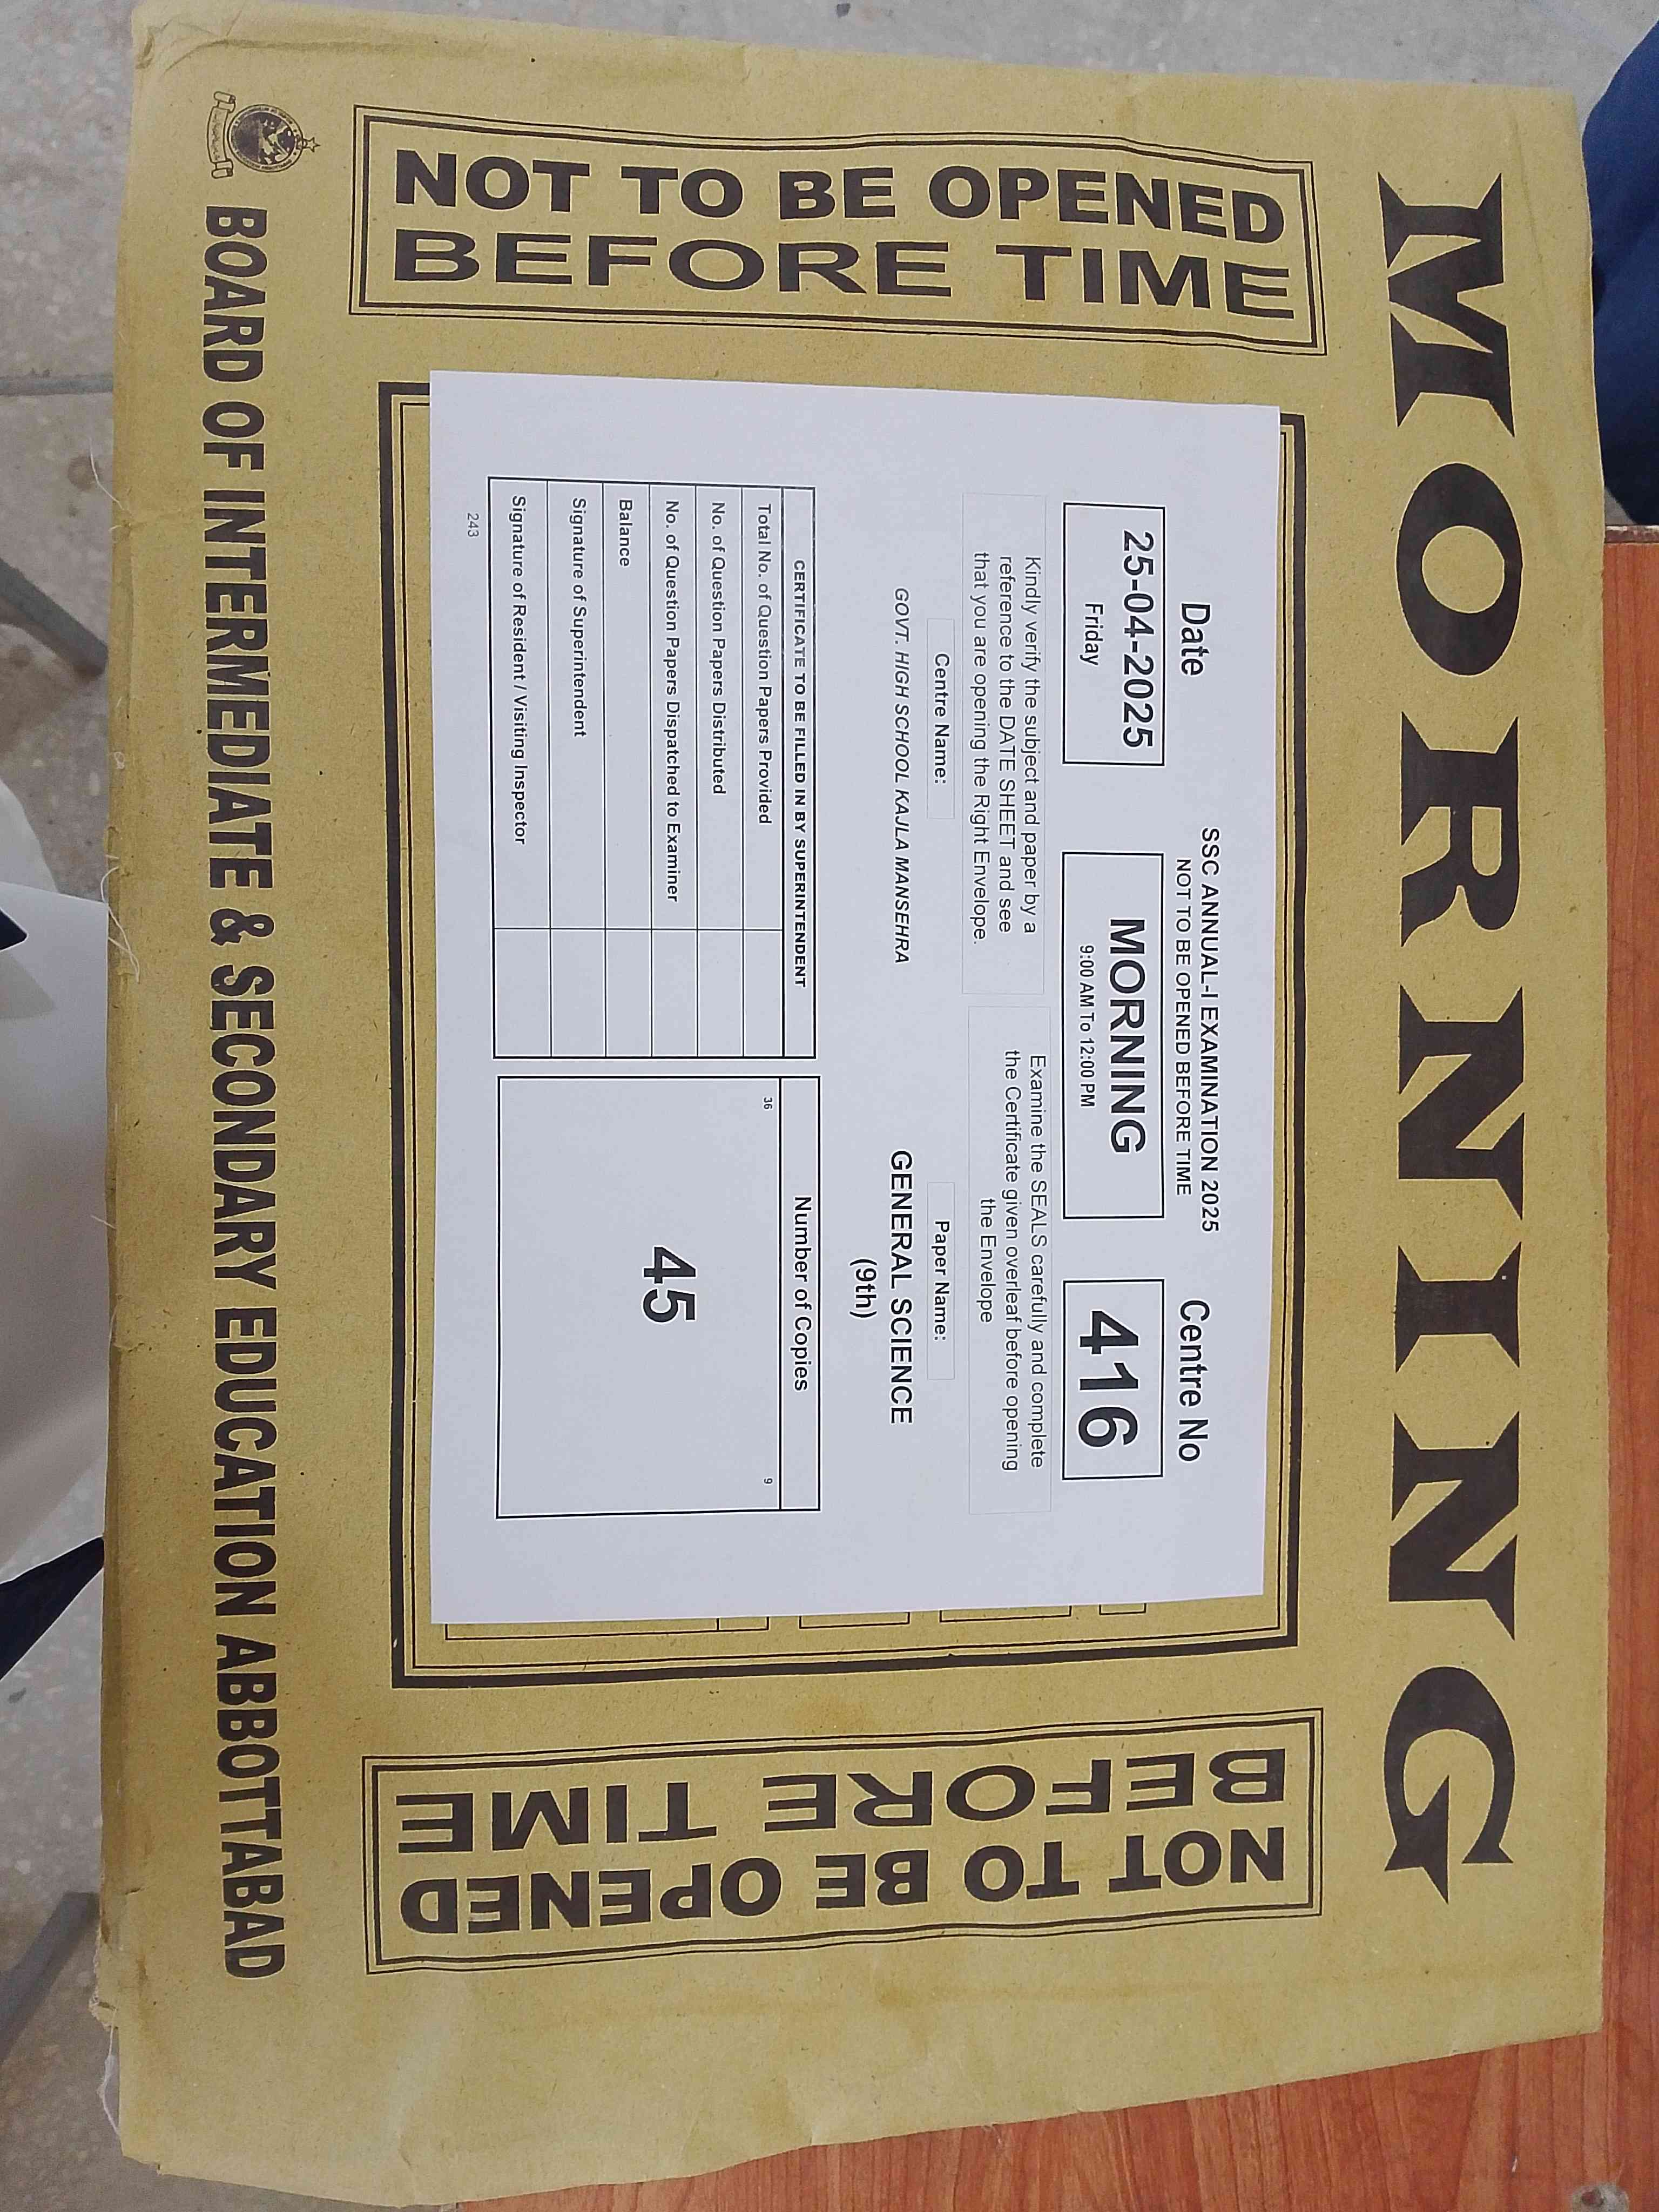 MORNING
NOT TO BE OPENED
BEFORE TIME
Date
SSC ANNUAL-I EXAMINATION 2025
NOT TO BE OPENED BEFORE TIME
Centre No
25-04-2025
Friday
MORNING
9:00 AM To 12:00 PM
416
Kindly verify the subject and paper by a
reference to the DATE SHEET and see
that you are opening the Right Envelope.
Examine the SEALS carefully and complete
the Certificate given overleaf before opening
the Envelope
Centre Name:
Paper Name:
GOVT. HIGH SCHOOL KAJLA MANSEHRA
GENERAL SCIENCE
(9th)
CERTIFICATE TO BE FILLED IN BY SUPERINTENDENT
Total No. of Question Papers Provided
No. of Question Papers Distributed
No. of Question Papers Dispatched to Examiner
Balance
Signature of Superintendent
Signature of Resident / Visiting Inspector
Number of Copies
36
9
45
243
NOT TO BE OPENED
BEFORE TIME
BOARD OF INTERMEDIATE & SECONDARY EDUCATION ABBOTTABAD